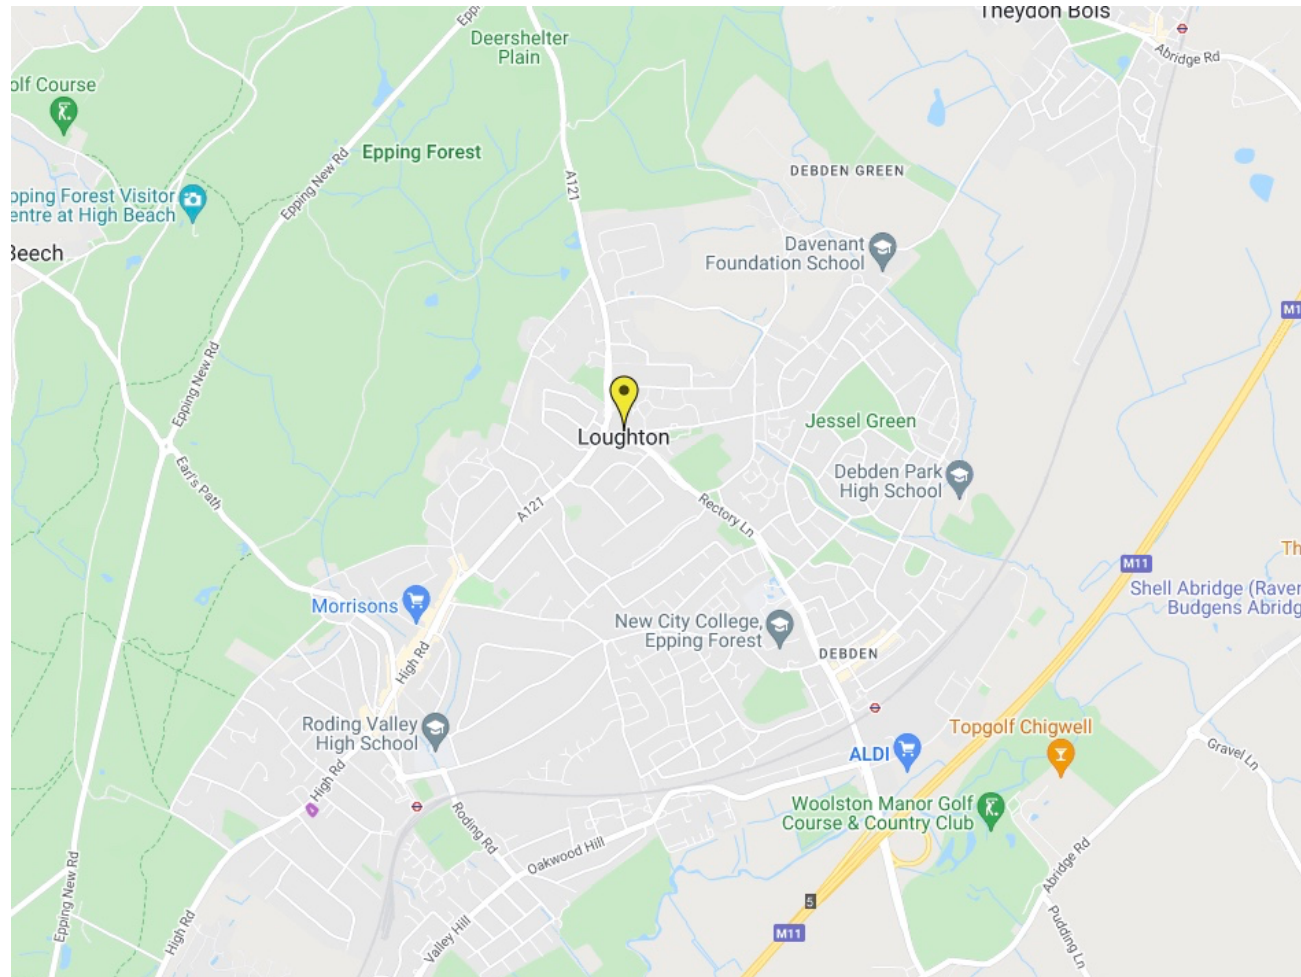 Theydon Bois
Deershelter
Plain
Abridge Rd
olf Course
Epping Forest
Epping New Rd
A121
DEBDEN GREEN
pping Forest Visitor
entre at High Beach
Beech
Davenant
Foundation School
M1
Epping New Rd
Loughton
Jessel Green
Debden Park
High School
Earl's Path
A121
Rectory Ln
Th
M11
Shell Abridge (Raver
Budgens Abridg
Morrisons
New City College,
Epping Forest
DEBDEN
High Rd
Roding Valley
High School
Topgolf Chigwell
ALDI
Gravel Ln
High Rd
Woolston Manor Golf
Course & Country Club
Roding Rd
Oakwood Hill
Abridge Rd
Epping New Rd
5
High Rd
Valley Hill
M11
Pudding Ln